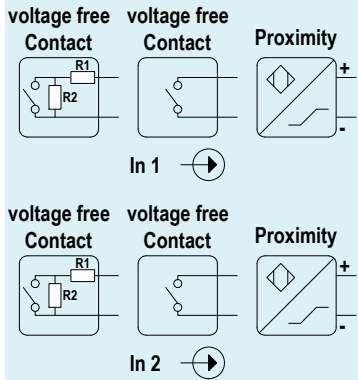 voltage free voltage free
Contact Contact Proximity
R1
R2
+
-
In 1
voltage free voltage free
Contact Contact Proximity
R1
R2
+
-
In 2